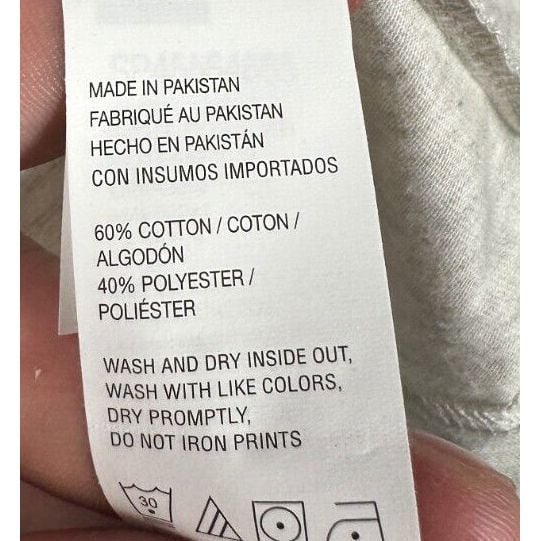 MADE IN PAKISTAN
FABRIQUÉ AU PAKISTAN
HECHO EN PAKISTÁN
CON INSUMOS IMPORTADOS
60% COTTON / COTON /
ALGODÓN
40% POLYESTER /
POLIÉSTER
WASH AND DRY INSIDE OUT,
WASH WITH LIKE COLORS,
DRY PROMPTLY,
DO NOT IRON PRINTS
30